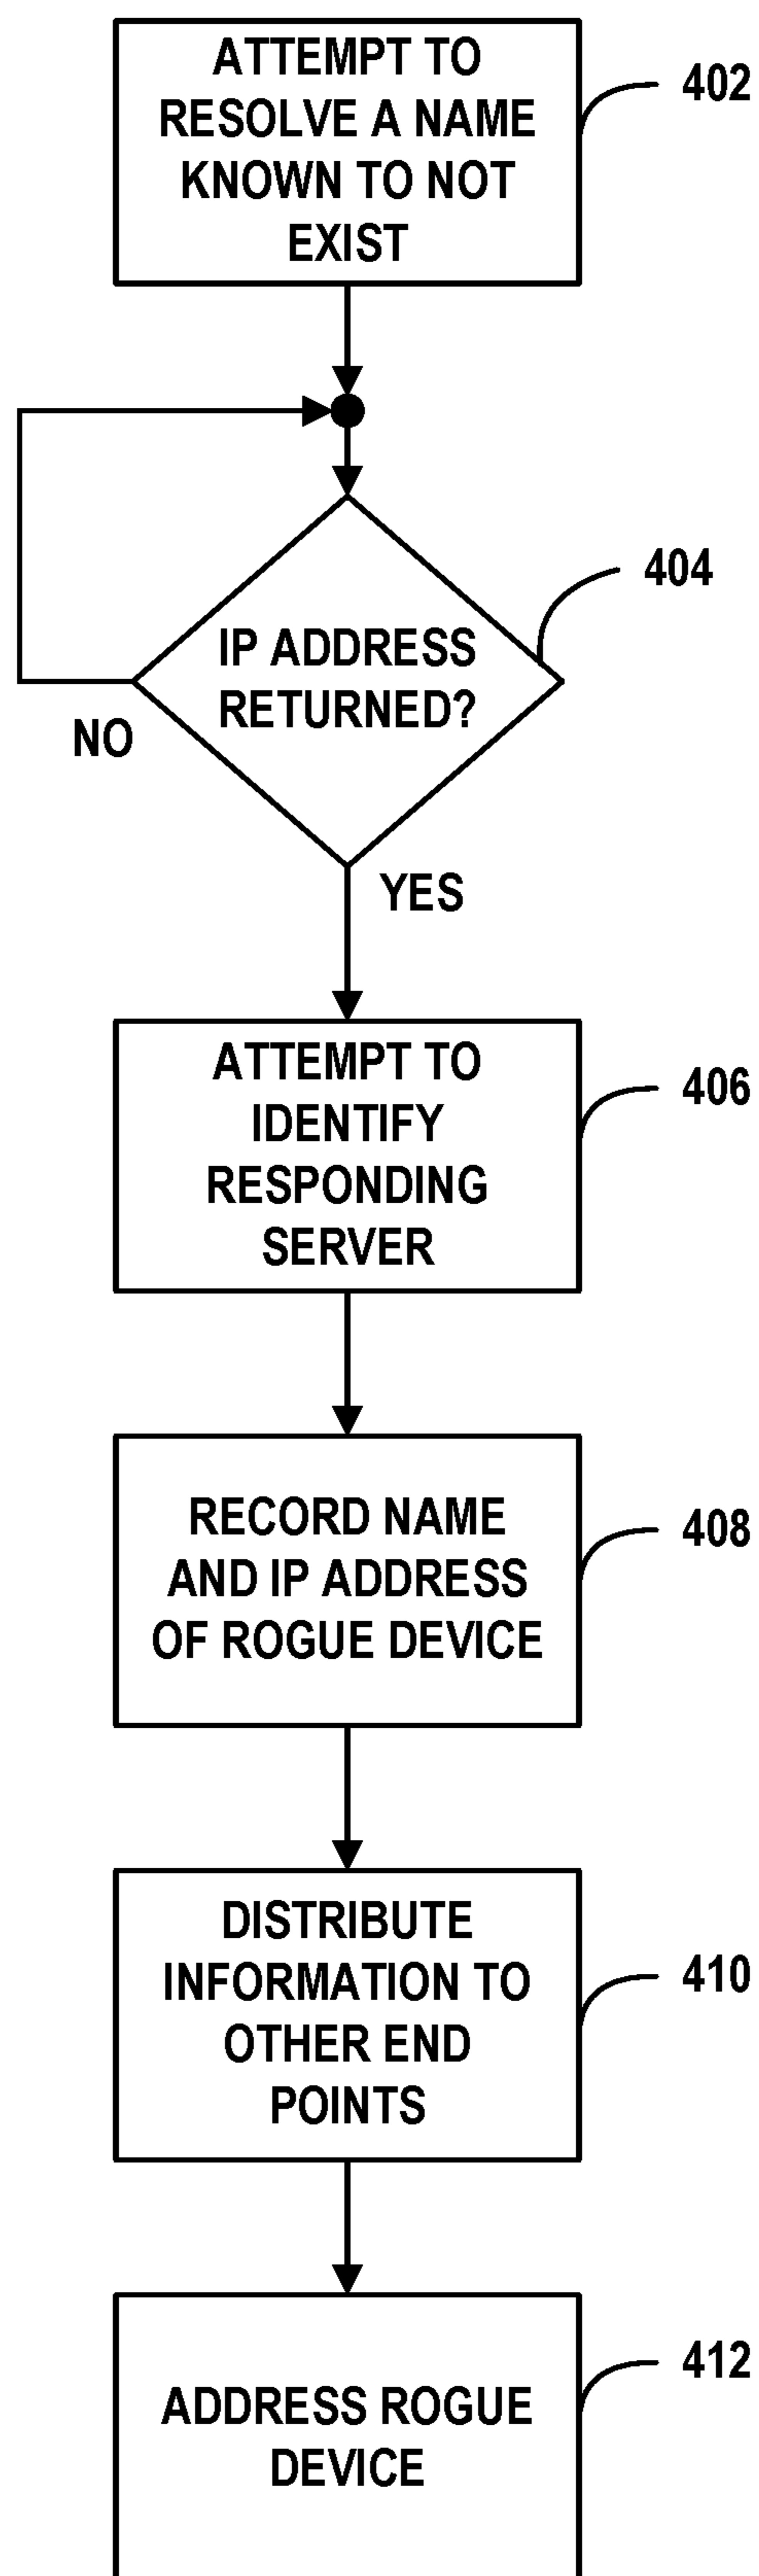 ATTEMPT TO
RESOLVE A NAME
KNOWN TO NOT
EXIST
402
IP ADDRESS
RETURNED?
404
NO
YES
ATTEMPT TO
IDENTIFY
RESPONDING
SERVER
406
RECORD NAME
AND IP ADDRESS
OF ROGUE DEVICE
408
DISTRIBUTE
INFORMATION TO
OTHER END
POINTS
410
ADDRESS ROGUE
DEVICE
412